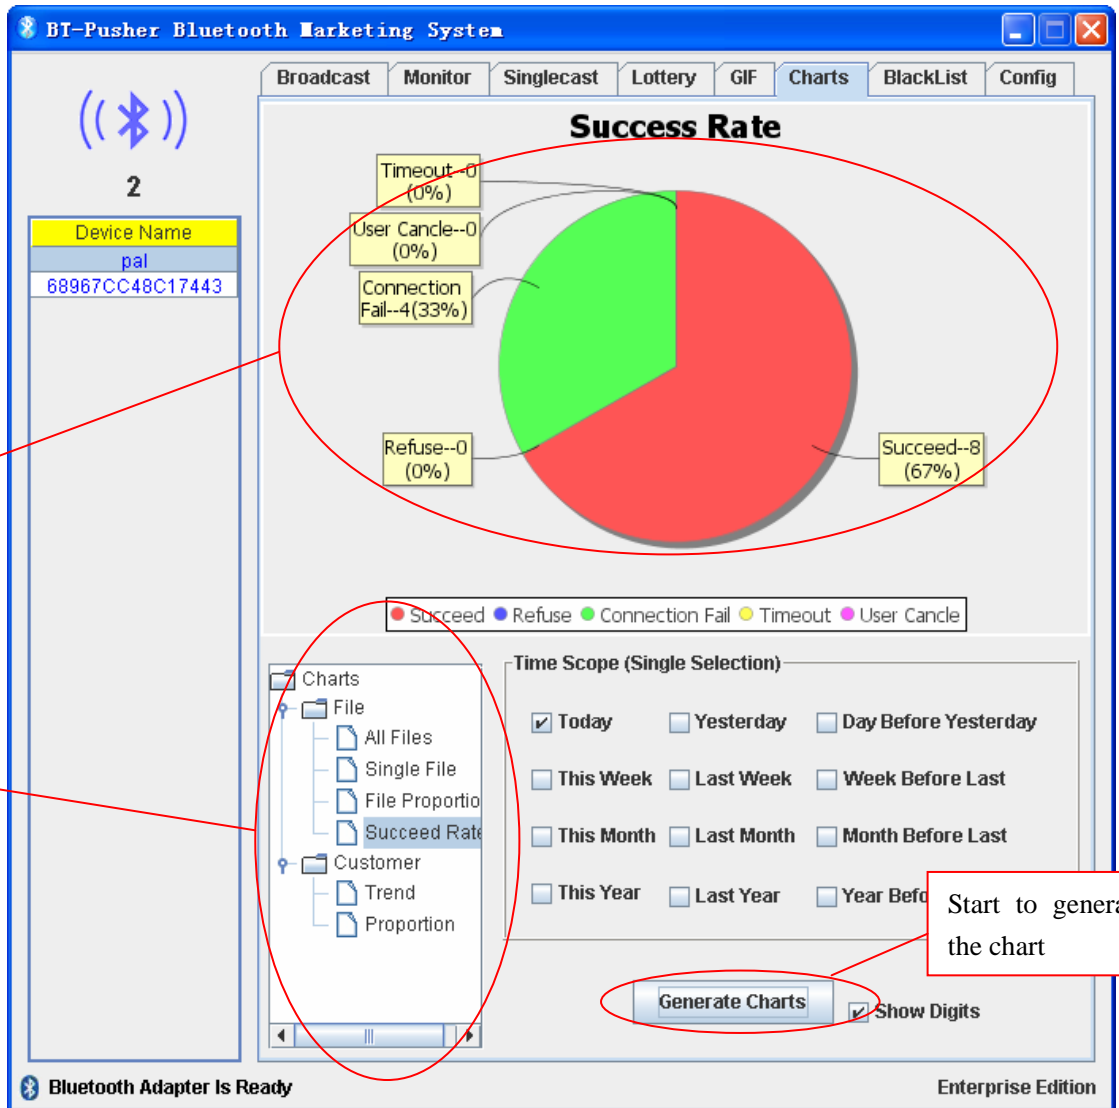 BT-Pusher Bluetooth Marketing System
Broadcast Monitor Singlecast Lottery GIF Charts BlackList Config
2
Device Name
pal
68967CC48C17443
Success Rate
Timeout--0
(0%)
User Cancle--0
(0%)
Connection
Fail--4(33%)
Refuse--0
(0%)
Succeed--8
(67%)
Succeed Refuse Connection Fail Timeout User Cancle
Charts
File
All Files
Single File
File Proportio
Succeed Rate
Customer
Trend
Proportion
Time Scope (Single Selection)
Today Yesterday Day Before Yesterday
This Week Last Week Week Before Last
This Month Last Month Month Before Last
This Year Last Year Year Befo
Start to genera
the chart
Generate Charts Show Digits
Bluetooth Adapter Is Ready Enterprise Edition